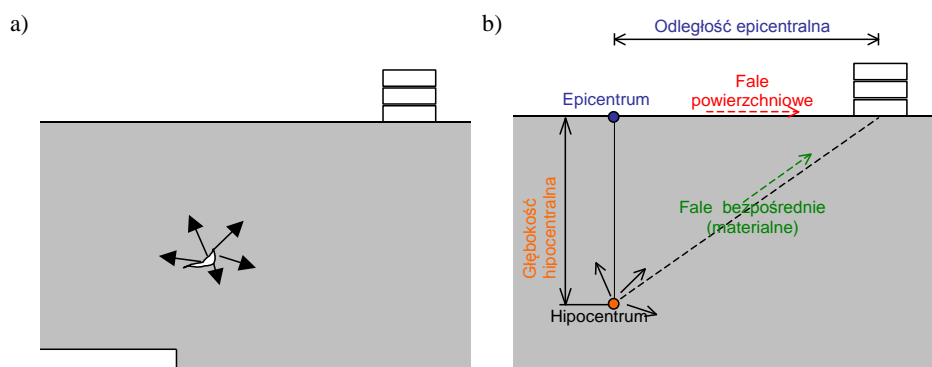 a)
b)
Odległość epicentralna
Epicentrum
Fale
powierzchniowe
Głębokość
hipocentralna
Fale bezpośrednie
(materialne)
Hipocentrum